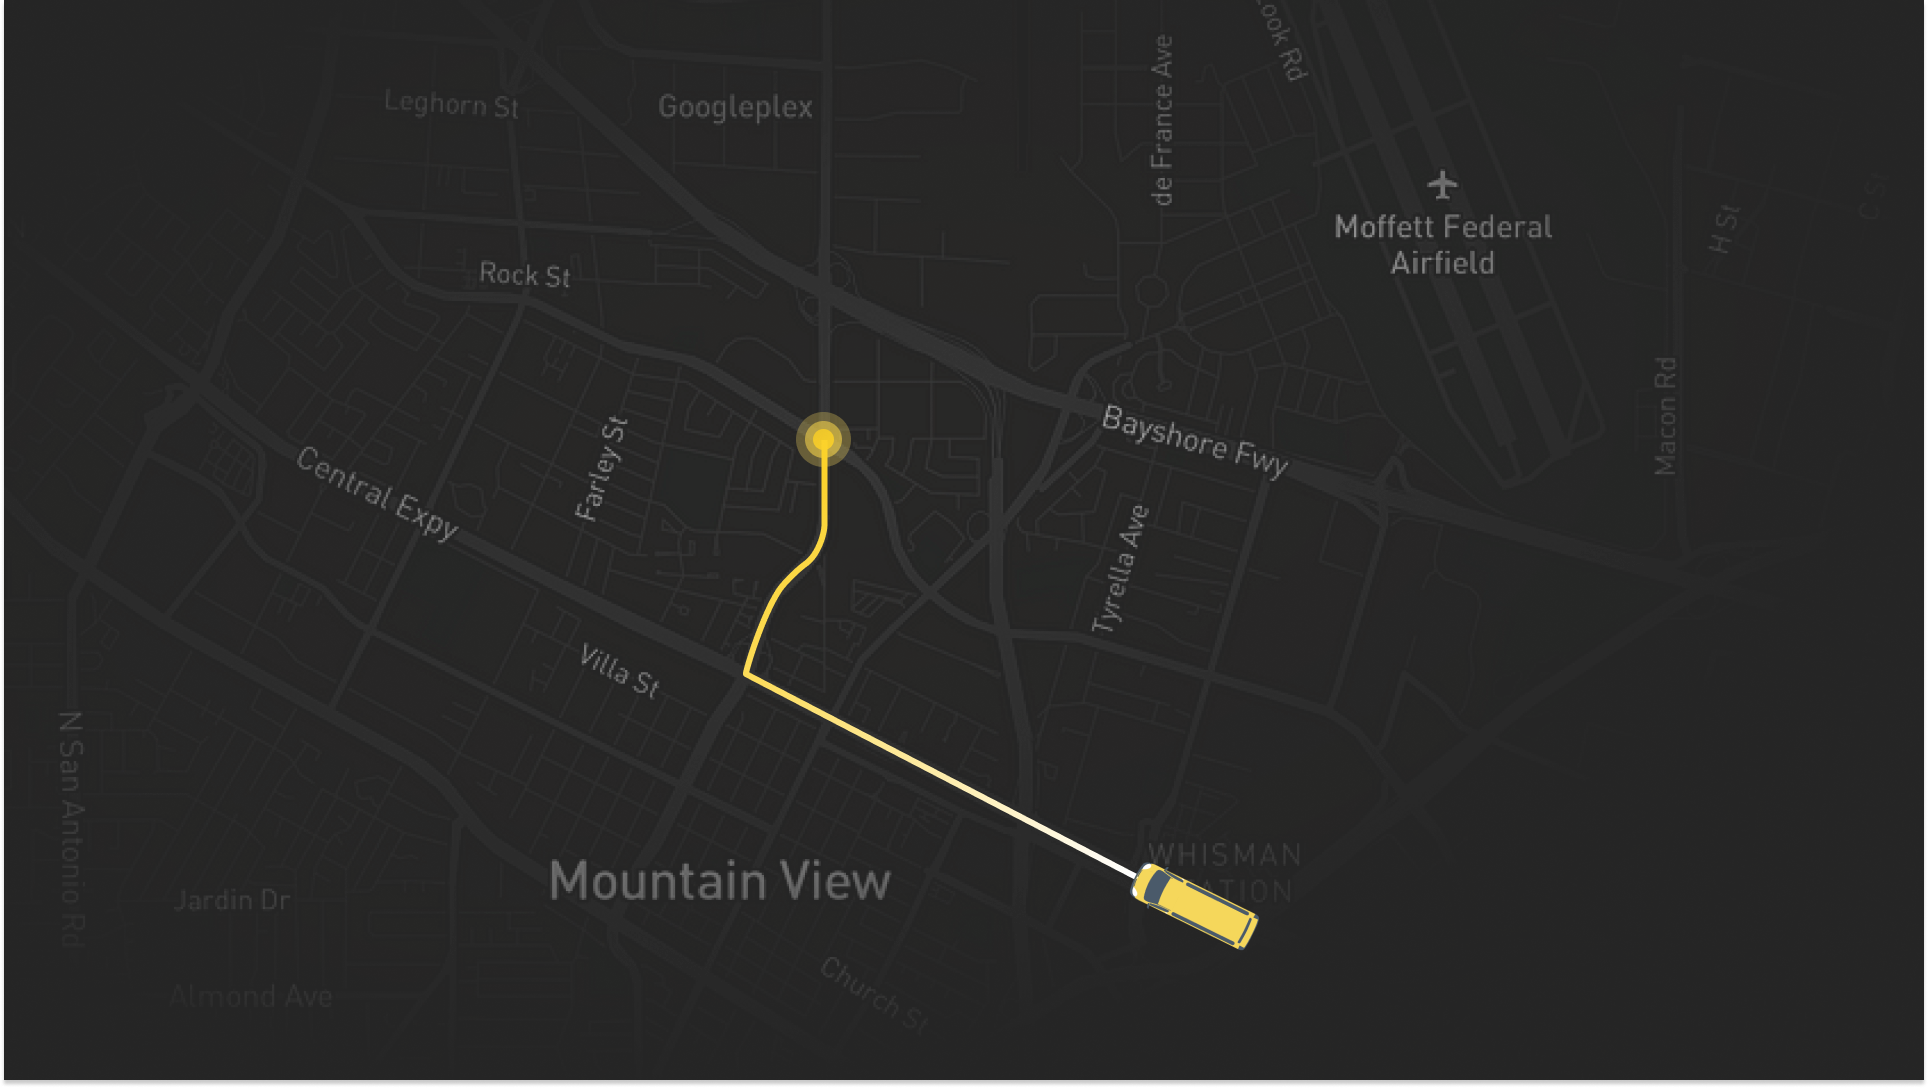 ook Rd
de France Ave
Leghorn St
Googleplex
Moffett Federal
Airfield
H St
C St
Rock St
Macon Rd
Bayshore Fwy
Farley St
Central Expy
Tyrella Ave
Villa St
N San Antonio Rd
WHISMAN
ATION
Mountain View
Jardin Dr
Almond Ave
Church St